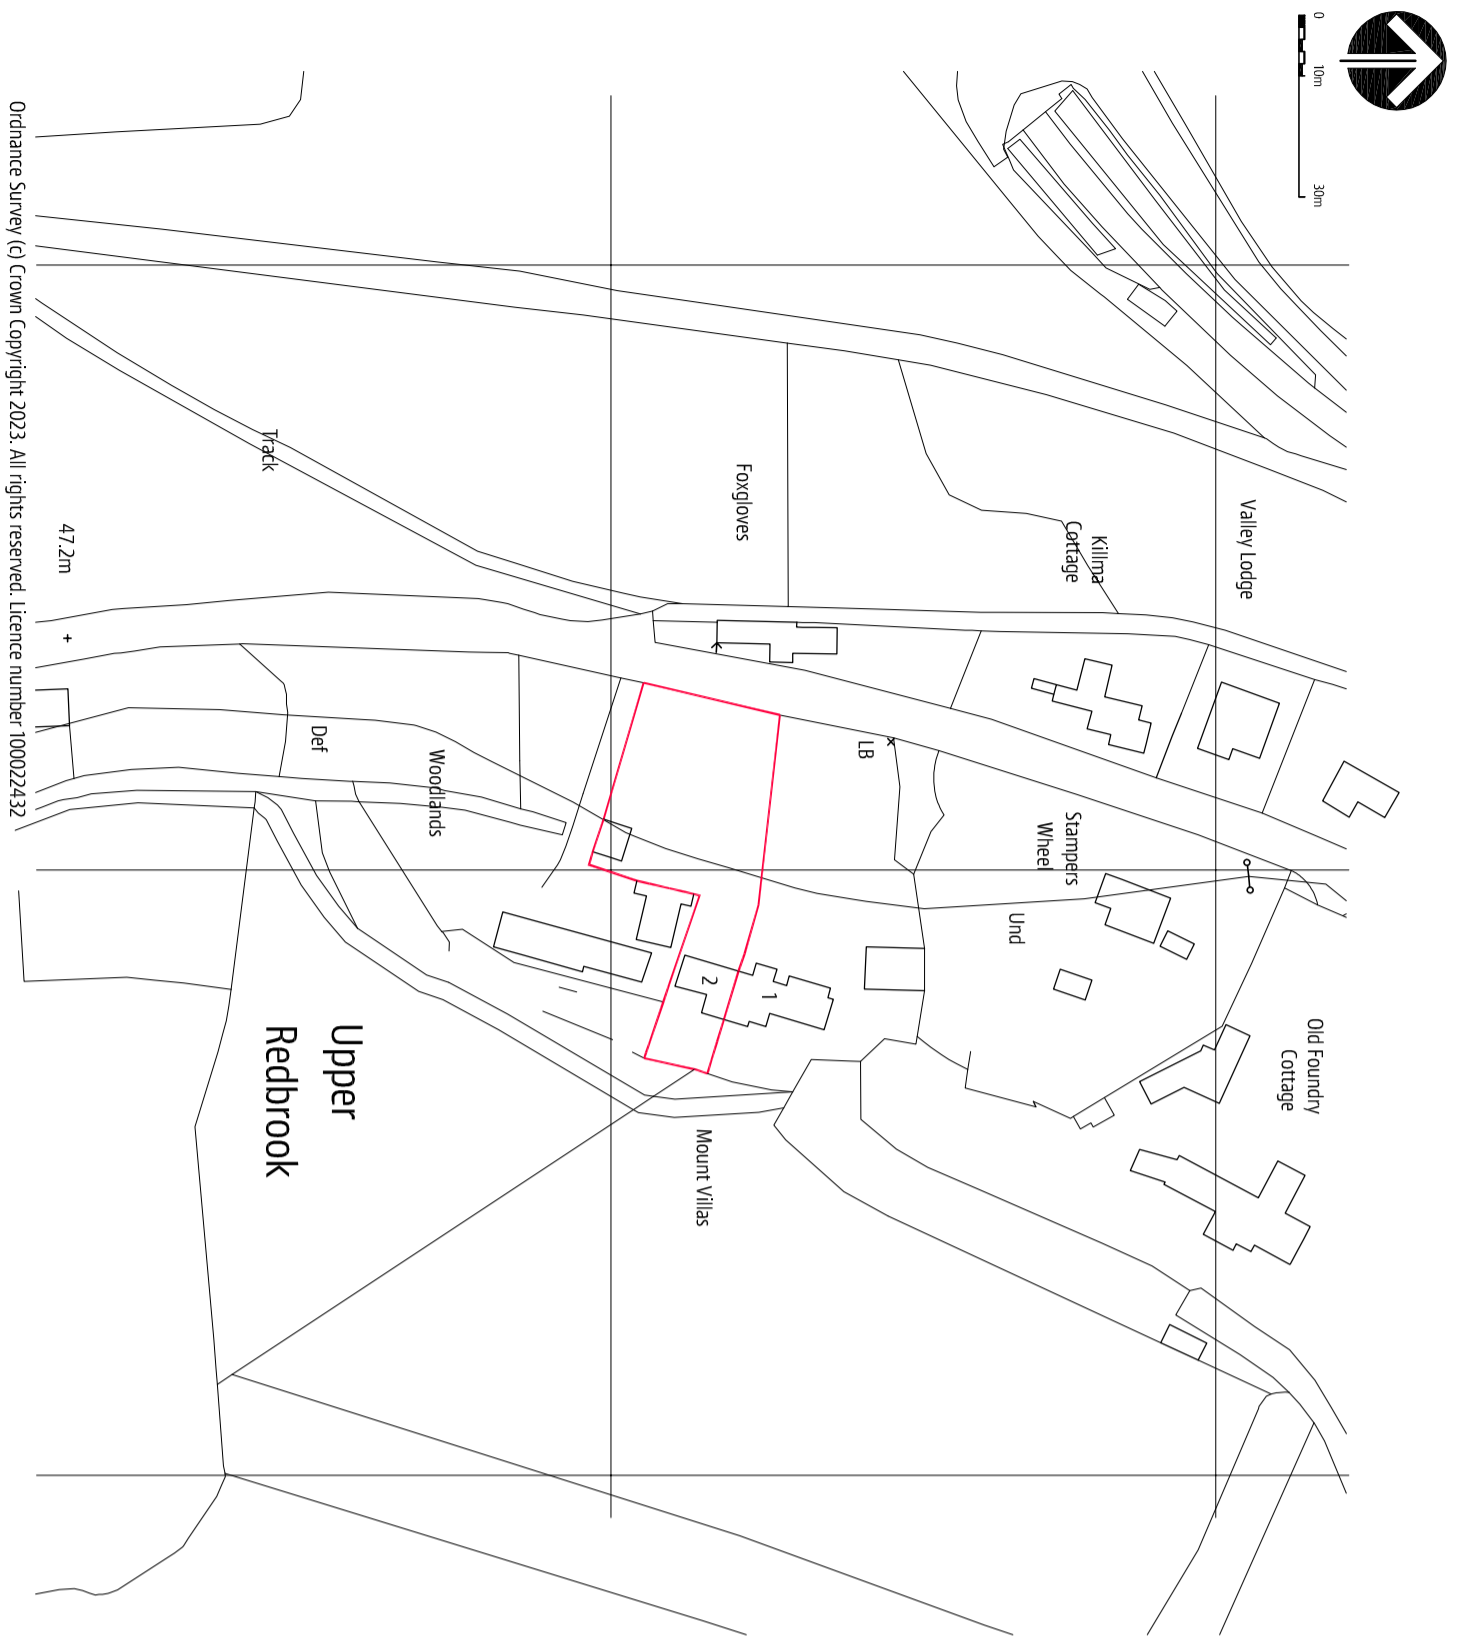 0
10m
30m
Valley Lodge
Killma
Cottage
Foxgloves
Track
47.2m
LB
Def
Woodlands
Stampers
Wheel
Und
1
2
Old Foundry
Cottage
Mount Villas
Upper
Redbrook
Ordnance Survey (c) Crown Copyright 2023. All rights reserved. Licence number 100022432